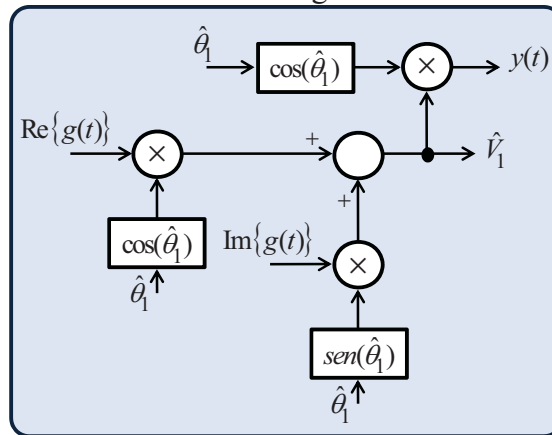 θ̂₁ cos(θ̂₁) × y(t)
Re{g(t)} × + V̂₁
+
cos(θ̂₁) Im{g(t)} ×
θ̂₁ sen(θ̂₁)
θ̂₁